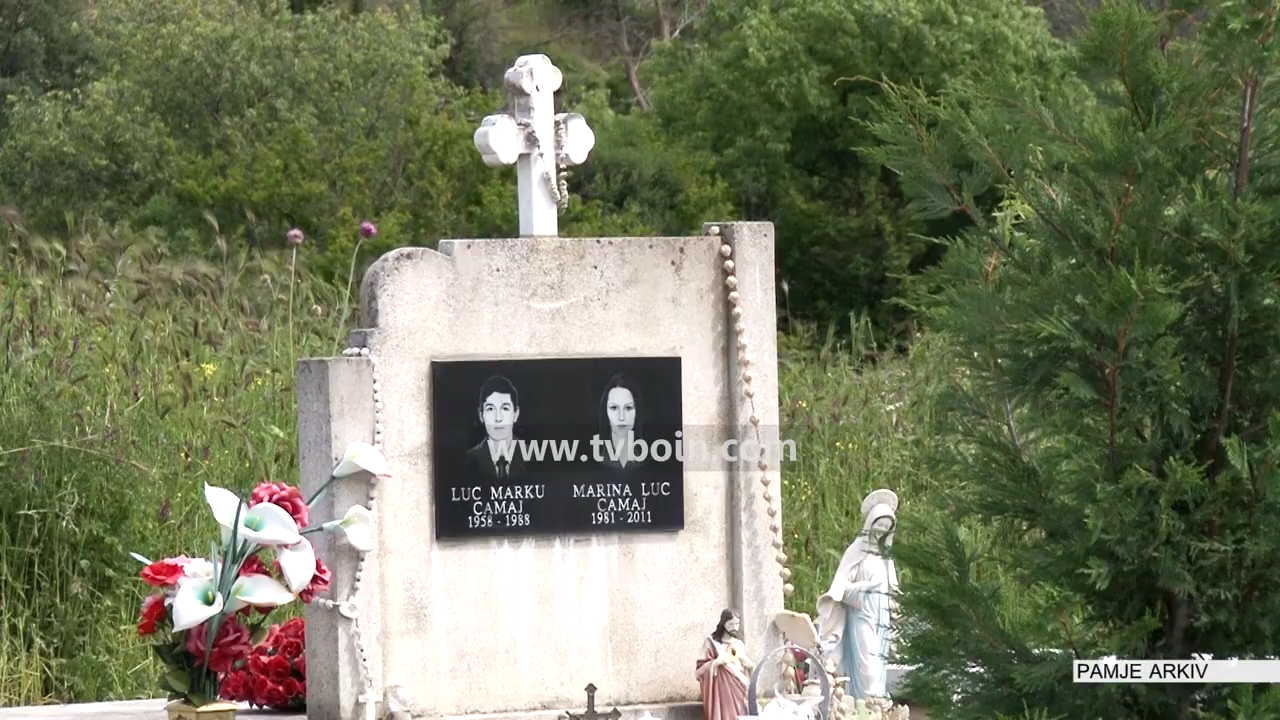 www.tvboin.com
LUC MARKU
CAMAJ
1958 - 1988
MARINA LUC
CAMAJ
1981 - 2011
PAMJE ARKIV